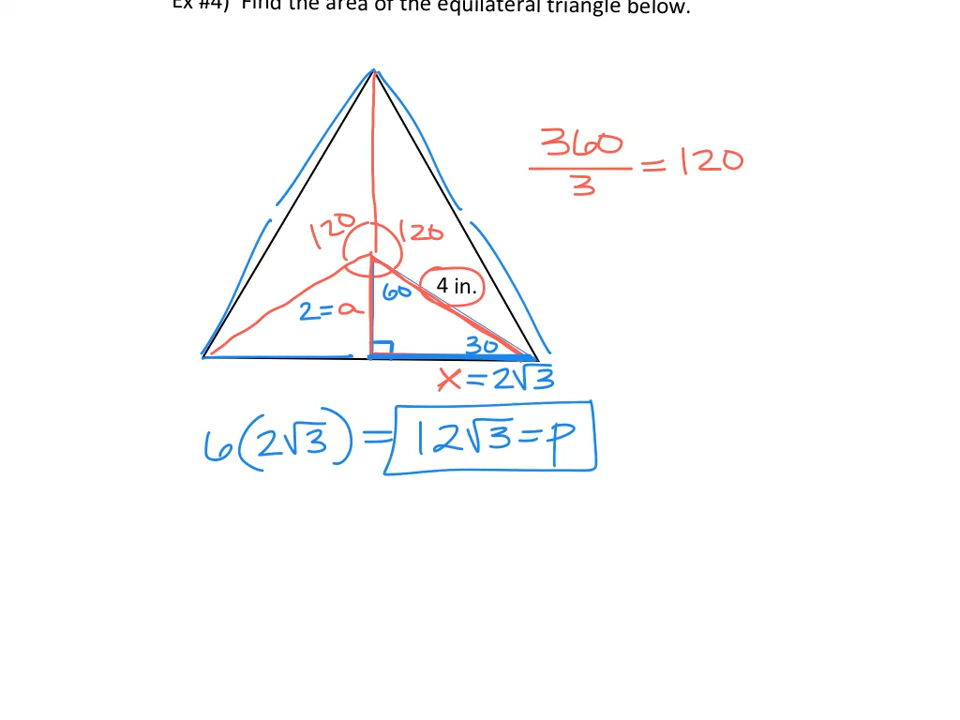 Ex #4) Find the area of the equilateral triangle below.
360
3
= 120
120
120
60
4 in.
2 = a
30
x = 2√3
6(2√3) = 12√3 = p